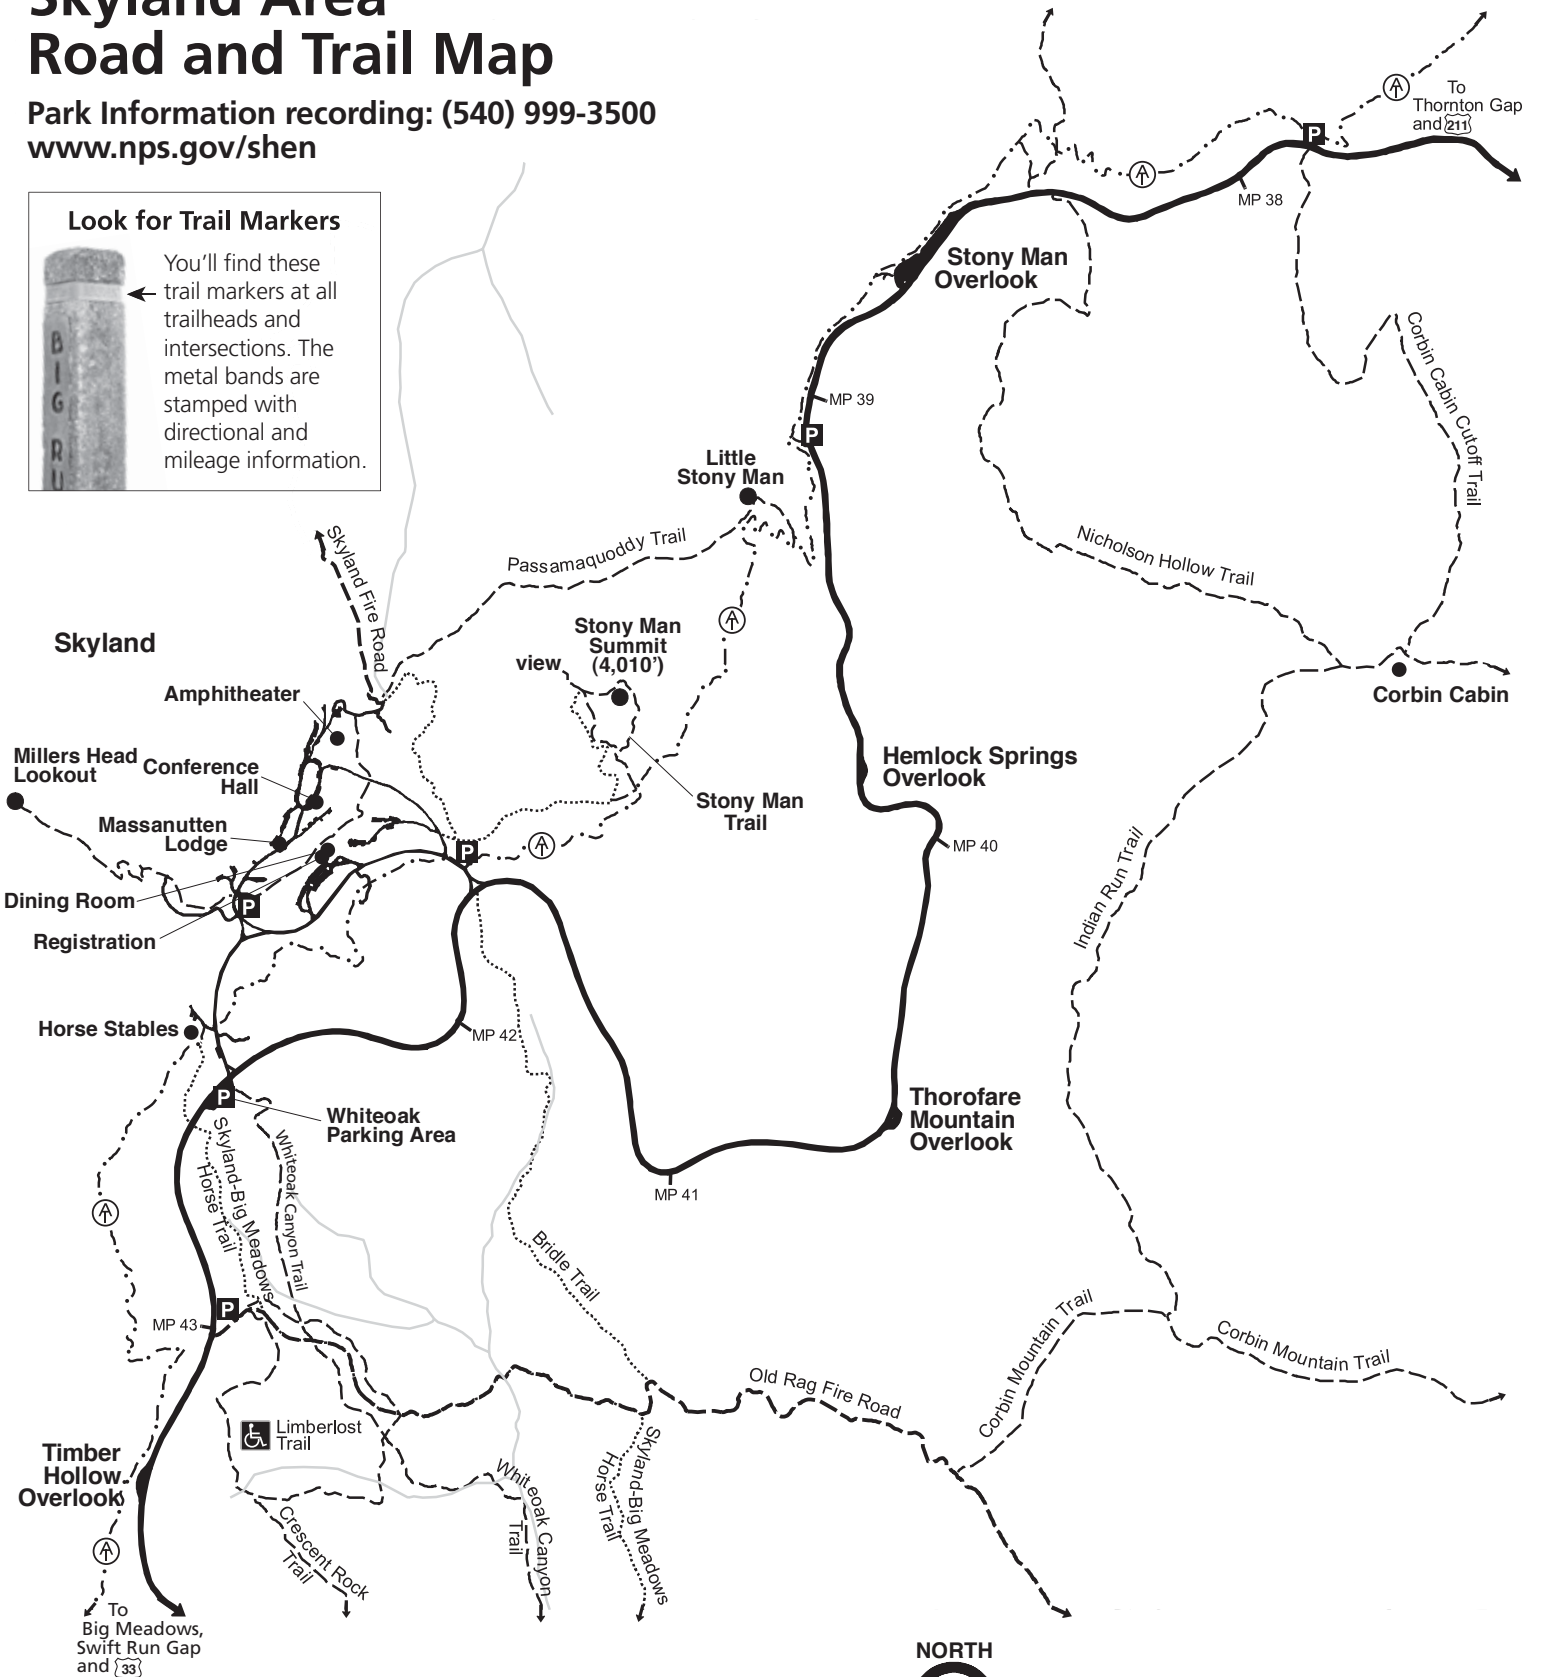 Skyland Area
Road and Trail Map
Park Information recording: (540) 999-3500
www.nps.gov/shen
Look for Trail Markers
You'll find these
trail markers at all
trailheads and
intersections. The
metal bands are
stamped with
directional and
mileage information.
B
I
G
R
U
To
Thornton Gap
and 211
P
MP 38
Stony Man
Overlook
MP 39
P
Corbin Cabin Cutoff Trail
Little
Stony Man
Passamaquoddy Trail
Skyland Fire Road
Nicholson Hollow Trail
Skyland
Stony Man
Summit
(4,010')
view
Corbin Cabin
Amphitheater
Millers Head
Lookout
Conference
Hall
Hemlock Springs
Overlook
Stony Man
Trail
Massanutten
Lodge
MP 40
P
Dining Room
P
Registration
Indian Run Trail
Horse Stables
MP 42
P
Whiteoak
Parking Area
Thorofare
Mountain
Overlook
MP 41
Skyland-Big Meadows
Horse Trail
Whiteoak Canyon Trail
Bridle Trail
P
MP 43
Corbin Mountain Trail
Corbin Mountain Trail
Old Rag Fire Road
Limberlost
Trail
Timber
Hollow
Overlook
Crescent Rock
Trail
Whiteoak Canyon
Trail
Skyland-Big Meadows
Horse Trail
To
Big Meadows,
Swift Run Gap
and 33
NORTH